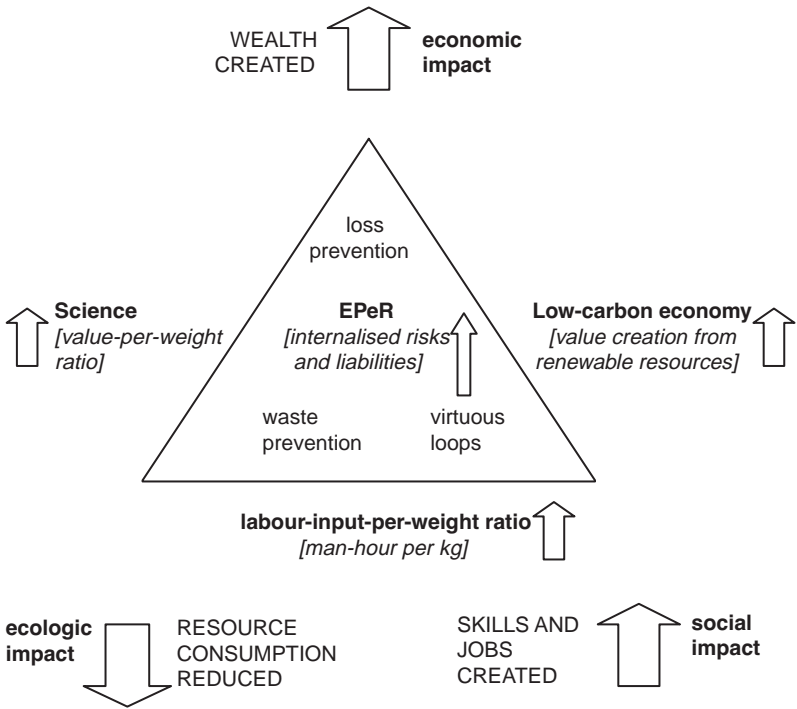 WEALTH
CREATED
economic
impact
loss
prevention
Science
[value-per-weight
ratio]
EPeR
[internalised risks
and liabilities]
Low-carbon economy
[value creation from
renewable resources]
waste
prevention
virtuous
loops
labour-input-per-weight ratio
[man-hour per kg]
ecologic
impact
RESOURCE
CONSUMPTION
REDUCED
SKILLS AND
JOBS
CREATED
social
impact